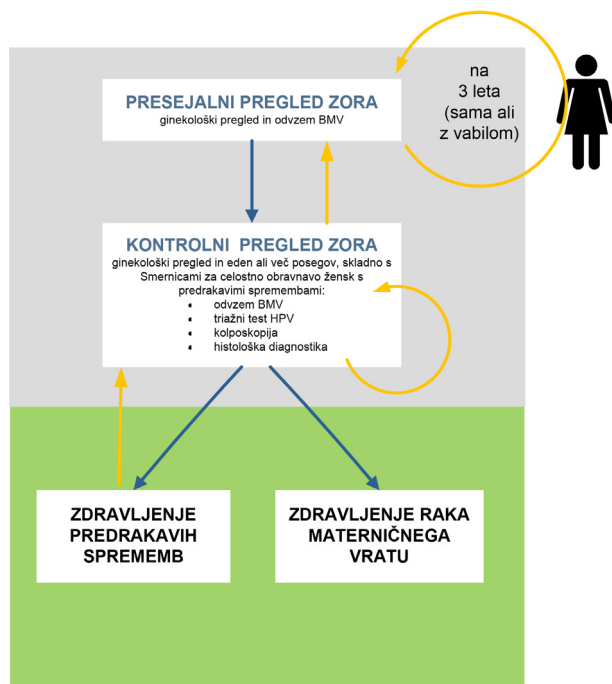 na
3 leta
(sama ali
z vabilom)
PRESEJALNI PREGLED ZORA
ginekološki pregled in odvzem BMV
KONTROLNI PREGLED ZORA
ginekološki pregled in eden ali več posegov, skladno s
Smernicami za celostno obravnavo žensk s
predrakavimi spremembami:
• odvzem BMV
• triažni test HPV
• kolposkopija
• histološka diagnostika
ZDRAVLJENJE
PREDRAKAVIH
SPREMEMB
ZDRAVLJENJE RAKA
MATERNIČNEGA
VRATU